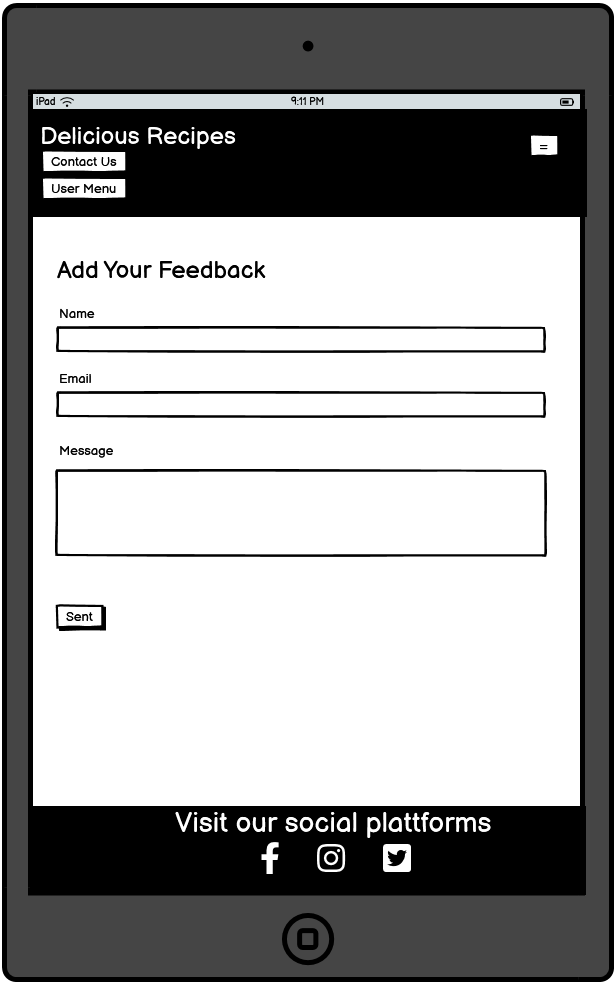 iPad 9:11 PM
Delicious Recipes
=
Contact Us
User Menu
Add Your Feedback
Name
Email
Message
Sent
Visit our social plattforms